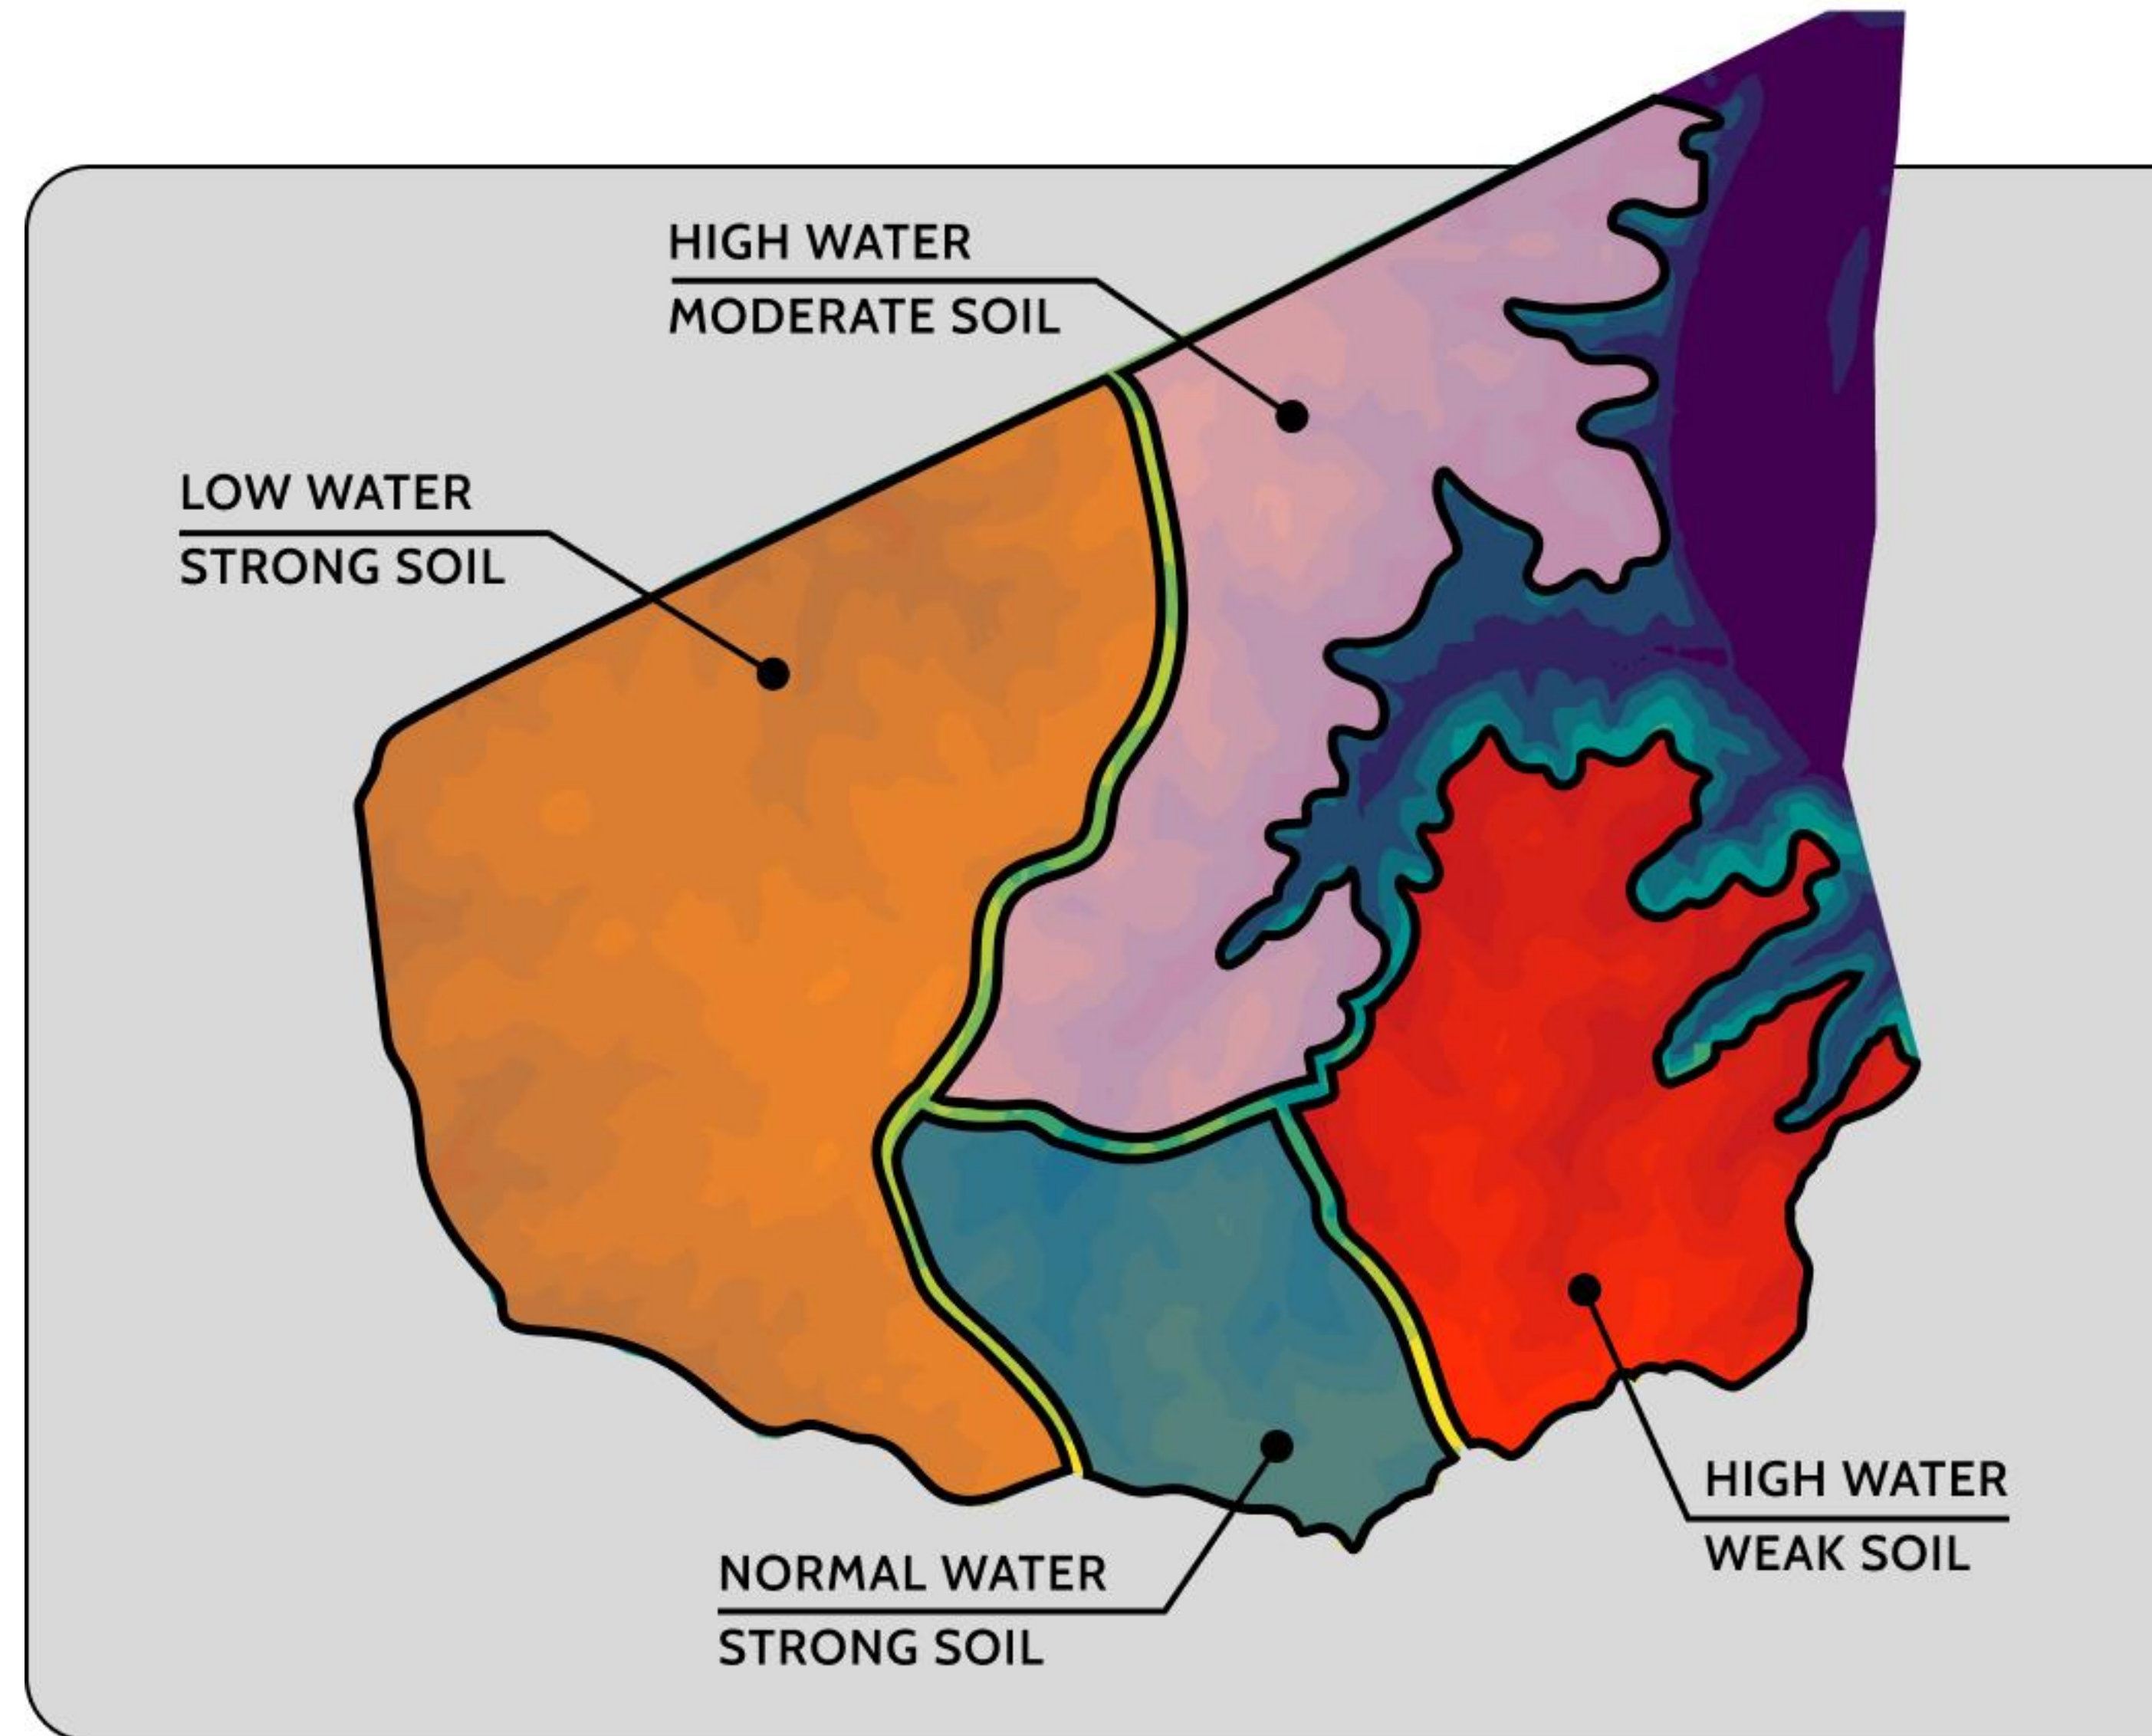 HIGH WATER
MODERATE SOIL
LOW WATER
STRONG SOIL
HIGH WATER
WEAK SOIL
NORMAL WATER
STRONG SOIL